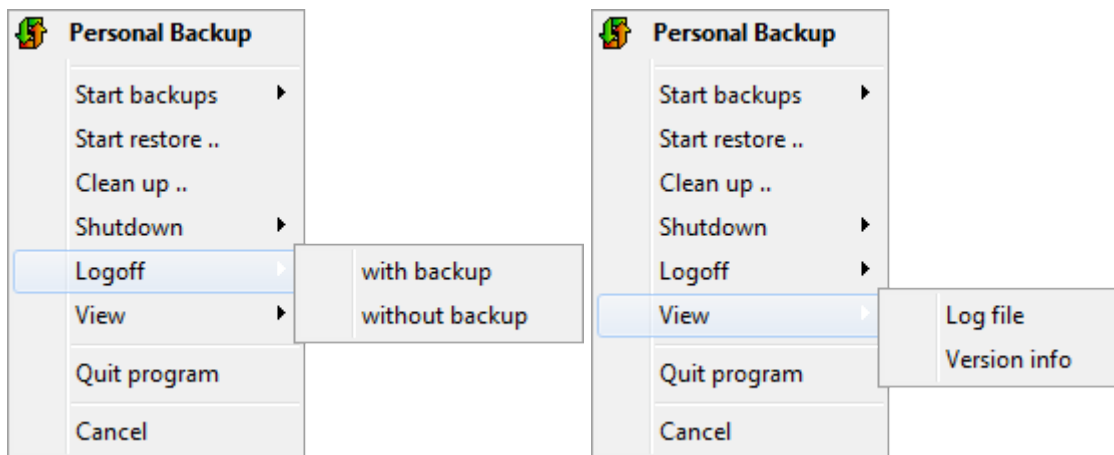 Personal Backup
Start backups
Start restore ..
Clean up ..
Shutdown
Logoff
with backup
View
without backup
Quit program
Cancel
Personal Backup
Start backups
Start restore ..
Clean up ..
Shutdown
Logoff
View
Log file
Version info
Quit program
Cancel